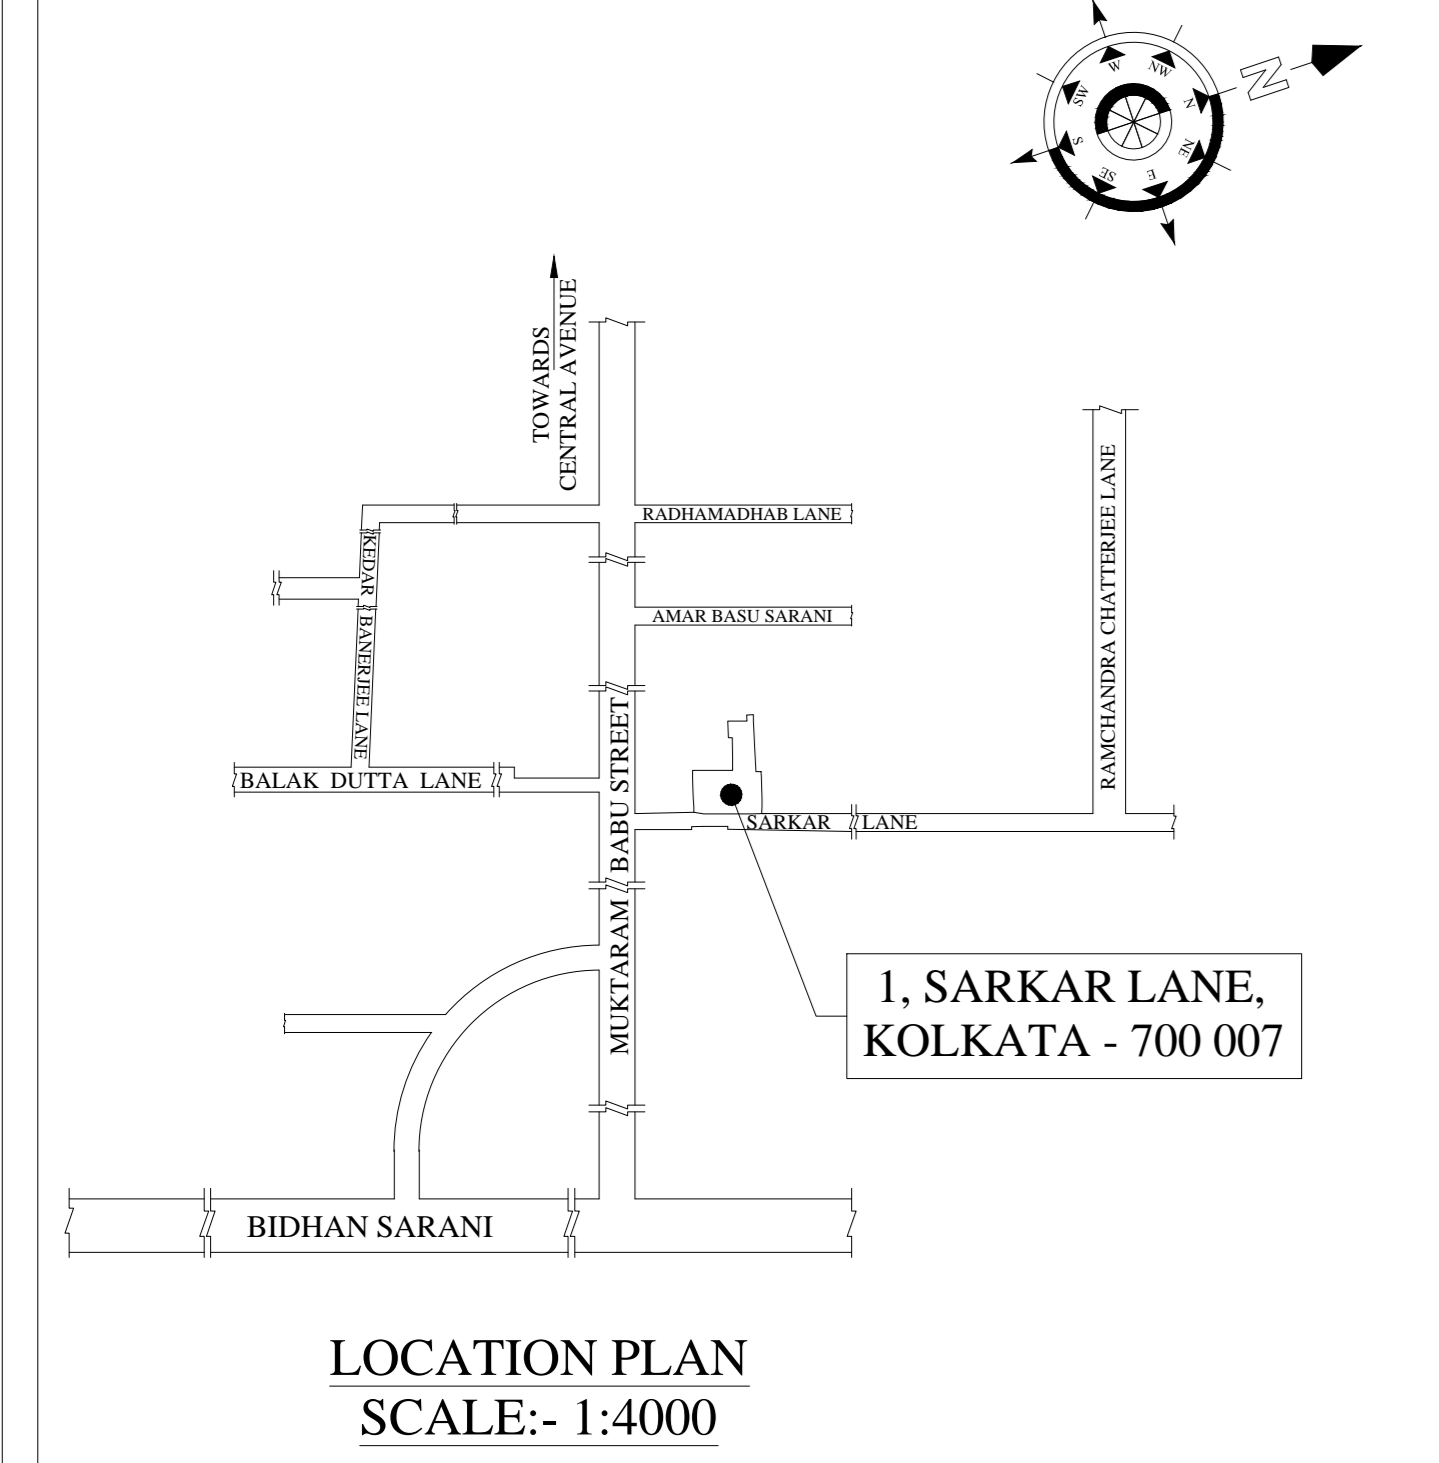 W
NW
N
SW
N
S
NE
SE
E
TOWARDS
CENTRAL AVENUE
RADHAMADHAB LANE
KEDAR BANERJEE LANE
AMAR BASU SARANI
RAMCHANDRA CHATTERJEE LANE
MUKTARAM BABU STREET
BALAK DUTTA LANE
SARKAR LANE
1, SARKAR LANE,
KOLKATA - 700 007
BIDHAN SARANI
LOCATION PLAN
SCALE:- 1:4000